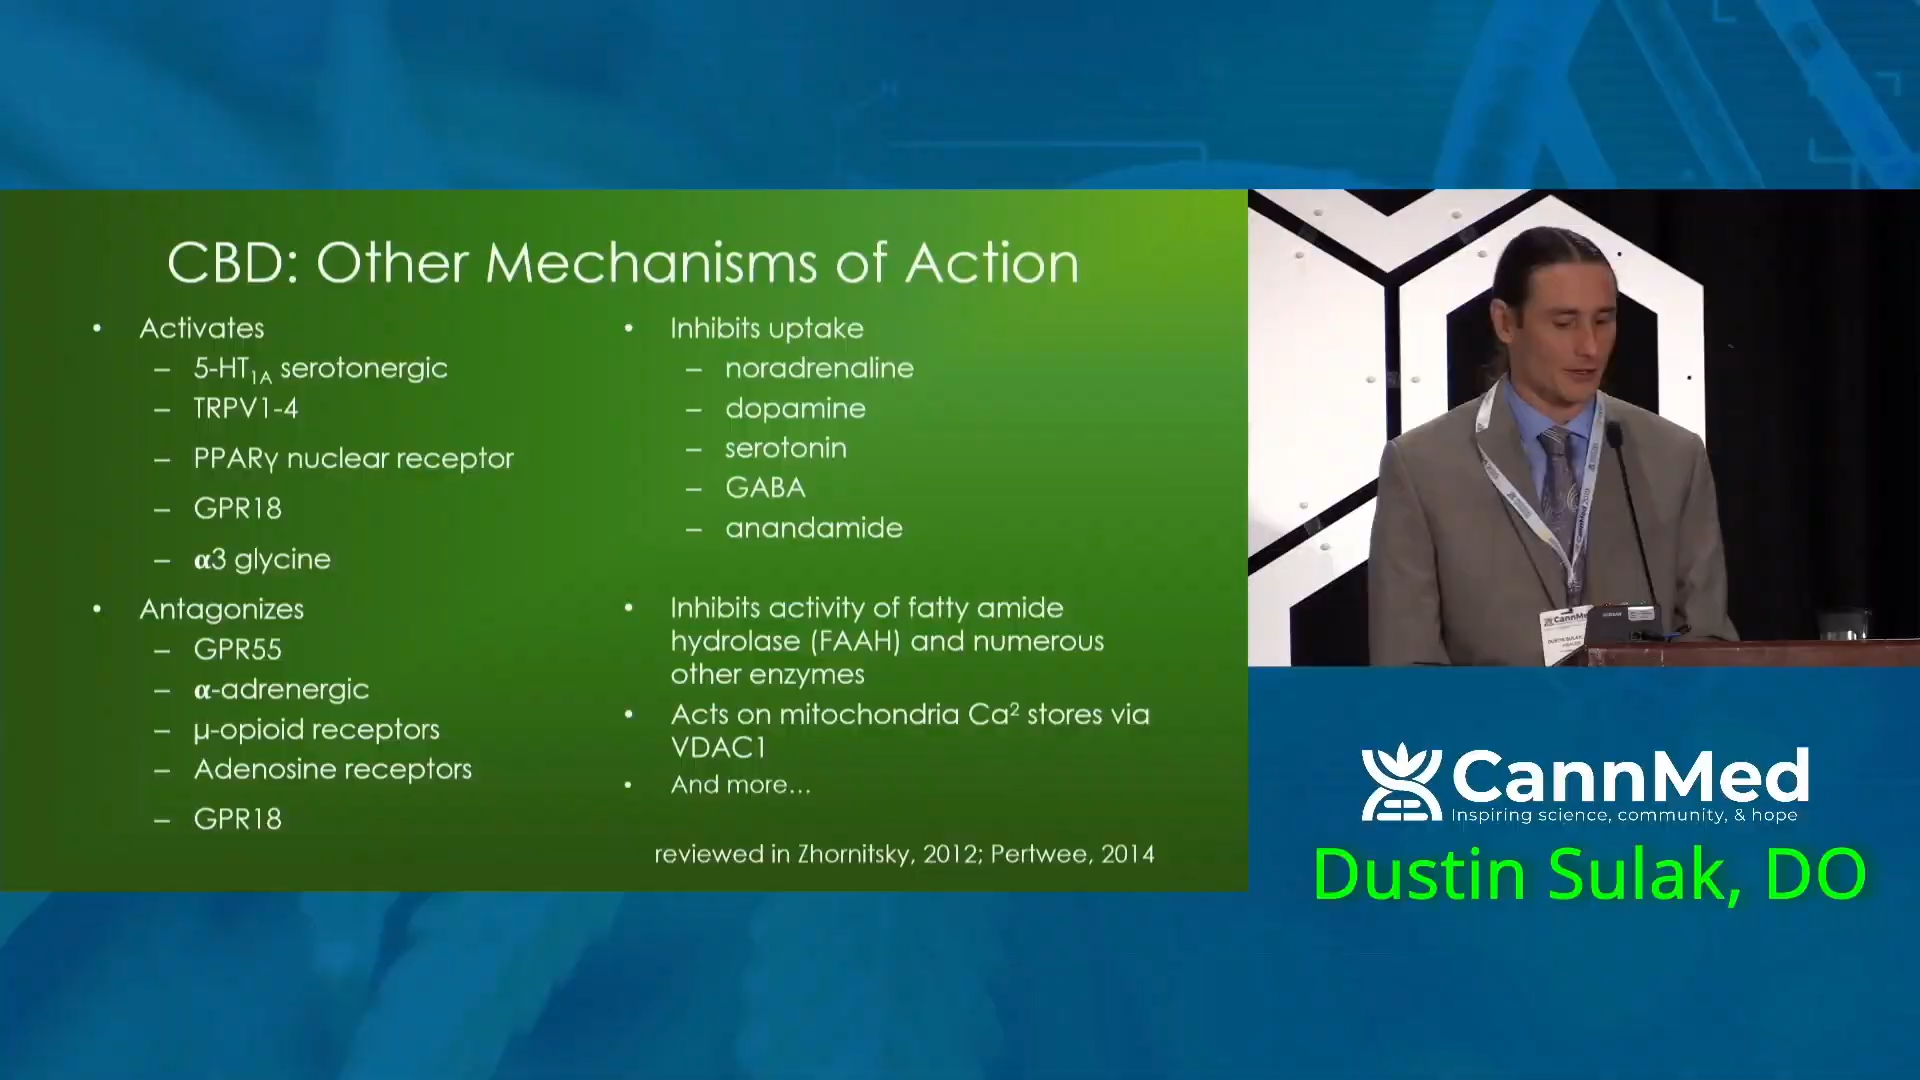 CBD: Other Mechanisms of Action
• Activates
– 5-HT1A serotonergic
– TRPV1-4
– PPARγ nuclear receptor
– GPR18
– α3 glycine
• Antagonizes
– GPR55
– α-adrenergic
– μ-opioid receptors
– Adenosine receptors
– GPR18
• Inhibits uptake
– noradrenaline
– dopamine
– serotonin
– GABA
– anandamide
• Inhibits activity of fatty amide
hydrolase (FAAH) and numerous
other enzymes
• Acts on mitochondria Ca² stores via
VDAC1
• And more...
reviewed in Zhornitsky, 2012; Pertwee, 2014
CannMed
DUSTIN SULAK
CannMed
Inspiring science, community, & hope
Dustin Sulak, DO